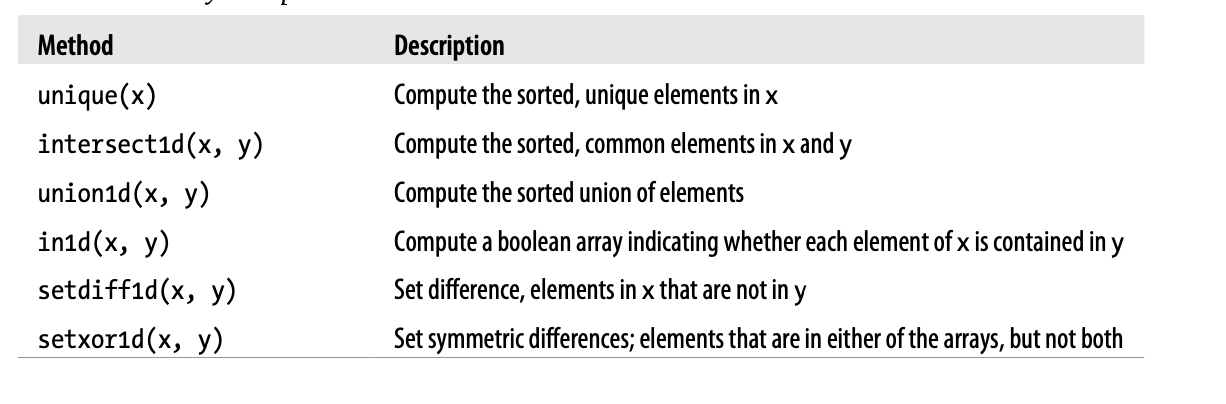 Method Description
unique(x) Compute the sorted, unique elements in x
intersect1d(x, y) Compute the sorted, common elements in x and y
union1d(x, y) Compute the sorted union of elements
in1d(x, y) Compute a boolean array indicating whether each element of x is contained in y
setdiff1d(x, y) Set difference, elements in x that are not in y
setxor1d(x, y) Set symmetric differences; elements that are in either of the arrays, but not both